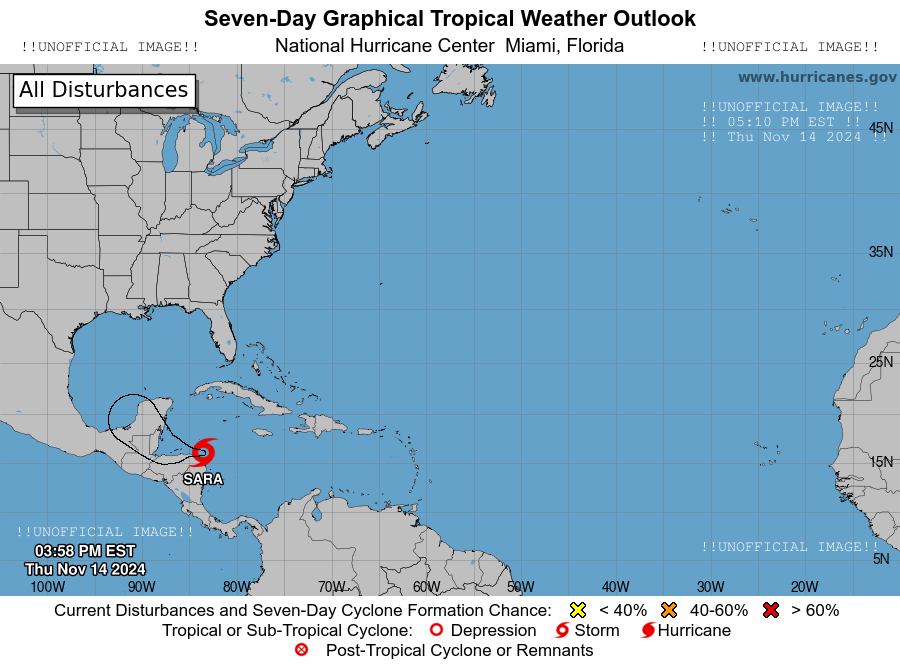 Seven-Day Graphical Tropical Weather Outlook
!!UNOFFICIAL IMAGE!! National Hurricane Center  Miami, Florida !!UNOFFICIAL IMAGE!!
All Disturbances
www.hurricanes.gov
!!UNOFFICIAL IMAGE!!
!! 05:10 PM EST !!
!! Thu Nov 14 2024 !!
45N
35N
25N
15N
SARA
!!UNOFFICIAL IMAGE!!
!!UNOFFICIAL IMAGE!!
03:58 PM EST
Thu Nov 14 2024
5N
100W 90W 80W 70W 60W 50W 40W 30W 20W
Current Disturbances and Seven-Day Cyclone Formation Chance: < 40% 40-60% > 60%
Tropical or Sub-Tropical Cyclone: Depression Storm Hurricane
Post-Tropical Cyclone or Remnants